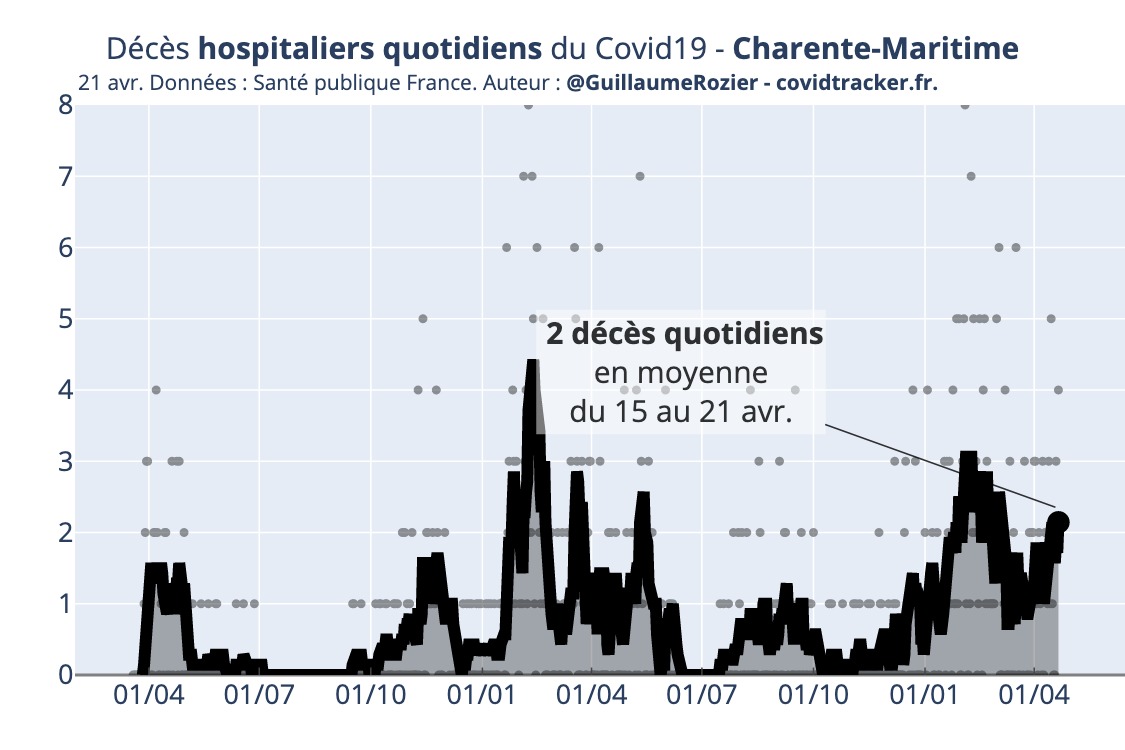 Décès hospitaliers quotidiens du Covid19 - Charente-Maritime
21 avr. Données : Santé publique France. Auteur : @GuillaumeRozier - covidtracker.fr.
8
7
6
5
2 décès quotidiens
en moyenne
4
du 15 au 21 avr.
3
2
1
0
01/04 01/07 01/10 01/01 01/04 01/07 01/10 01/01 01/04